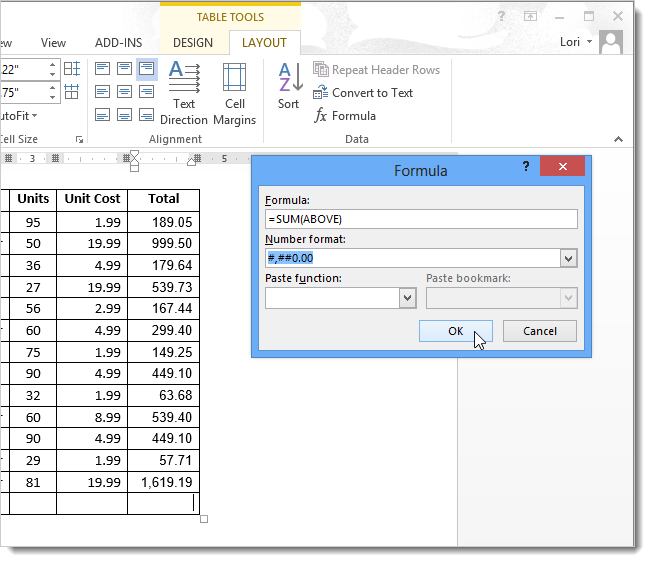 TABLE TOOLS
?
ew View ADD-INS DESIGN LAYOUT Lori
22"
Repeat Header Rows
75"
Convert to Text
utoFit
Text Direction Cell Margins Sort
fx Formula
ell Size Alignment Data
3 5
Units Unit Cost Total
95 1.99 189.05
50 19.99 999.50
36 4.99 179.64
27 19.99 539.73
56 2.99 167.44
60 4.99 299.40
75 1.99 149.25
90 4.99 449.10
32 1.99 63.68
60 8.99 539.40
90 4.99 449.10
29 1.99 57.71
81 19.99 1,619.19
Formula ?
Formula:
=SUM(ABOVE)
Number format:
#,##0.00
Paste function: Paste bookmark:
OK Cancel